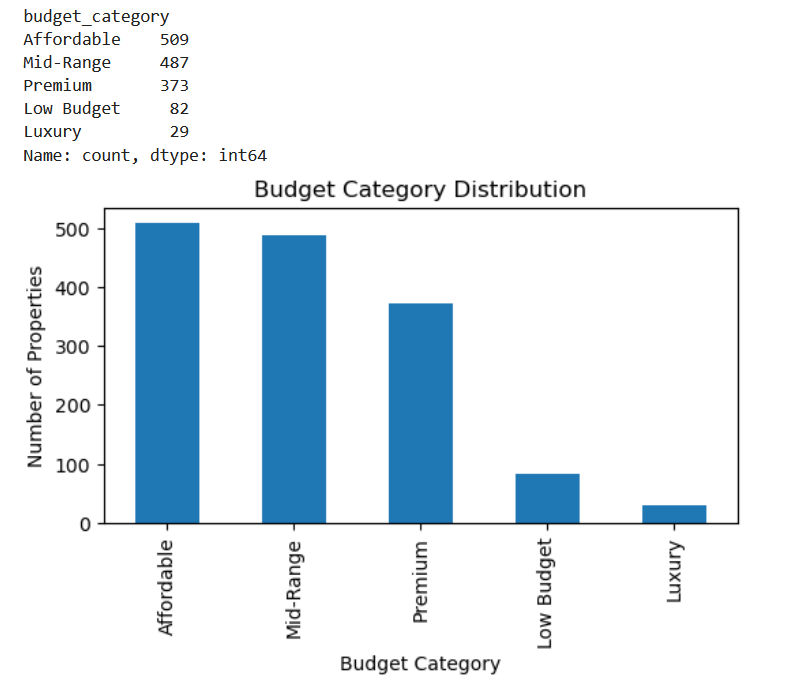 budget_category
Affordable    509
Mid-Range     487
Premium       373
Low Budget     82
Luxury         29
Name: count, dtype: int64
Budget Category Distribution
Number of Properties
500
400
300
200
100
0
Affordable
Mid-Range
Premium
Low Budget
Luxury
Budget Category